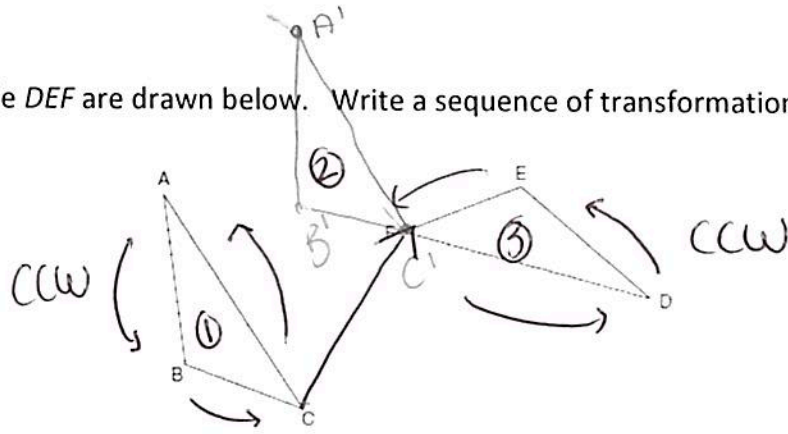 A'
e DEF are drawn below. Write a sequence of transformation
A
②
E
B'
F
C'
③
CCW
CCW
①
D
B
C